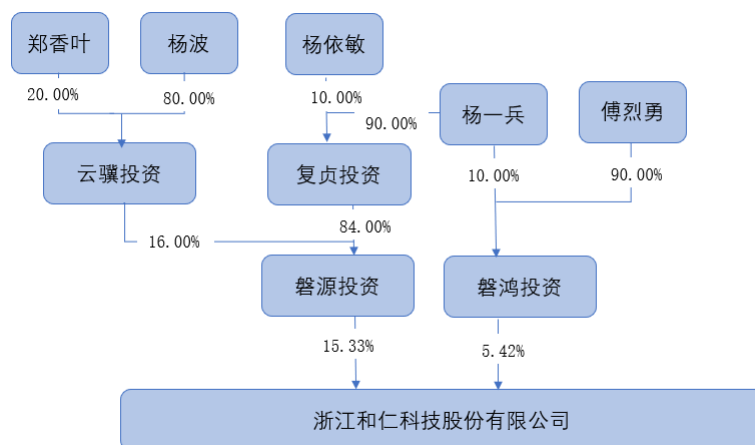 郑香叶
杨波
杨依敏
20.00%
80.00%
10.00%
90.00%
杨一兵
傅烈勇
云骥投资
复贞投资
10.00%
90.00%
84.00%
16.00%
磐源投资
磐鸿投资
15.33%
5.42%
浙江和仁科技股份有限公司